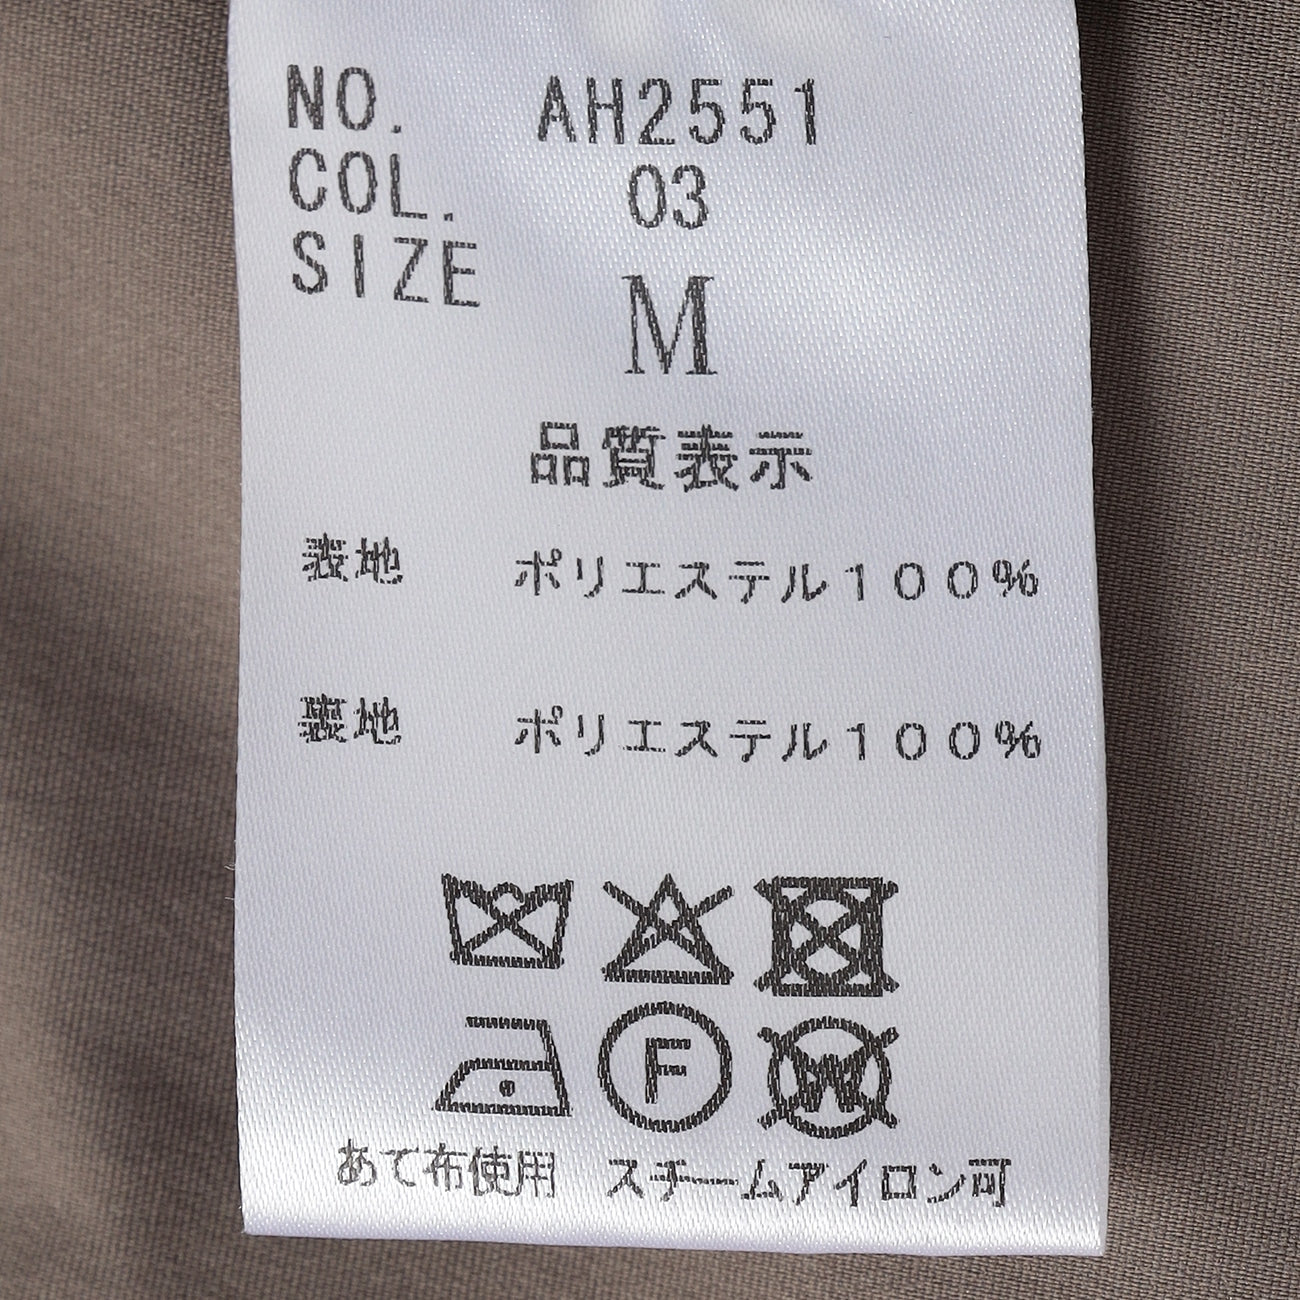 NO. AH2551
COL. 03
SIZE M
品質表示
表地 ポリエステル100%
裏地 ポリエステル100%
F W
あて布使用 スチームアイロン可